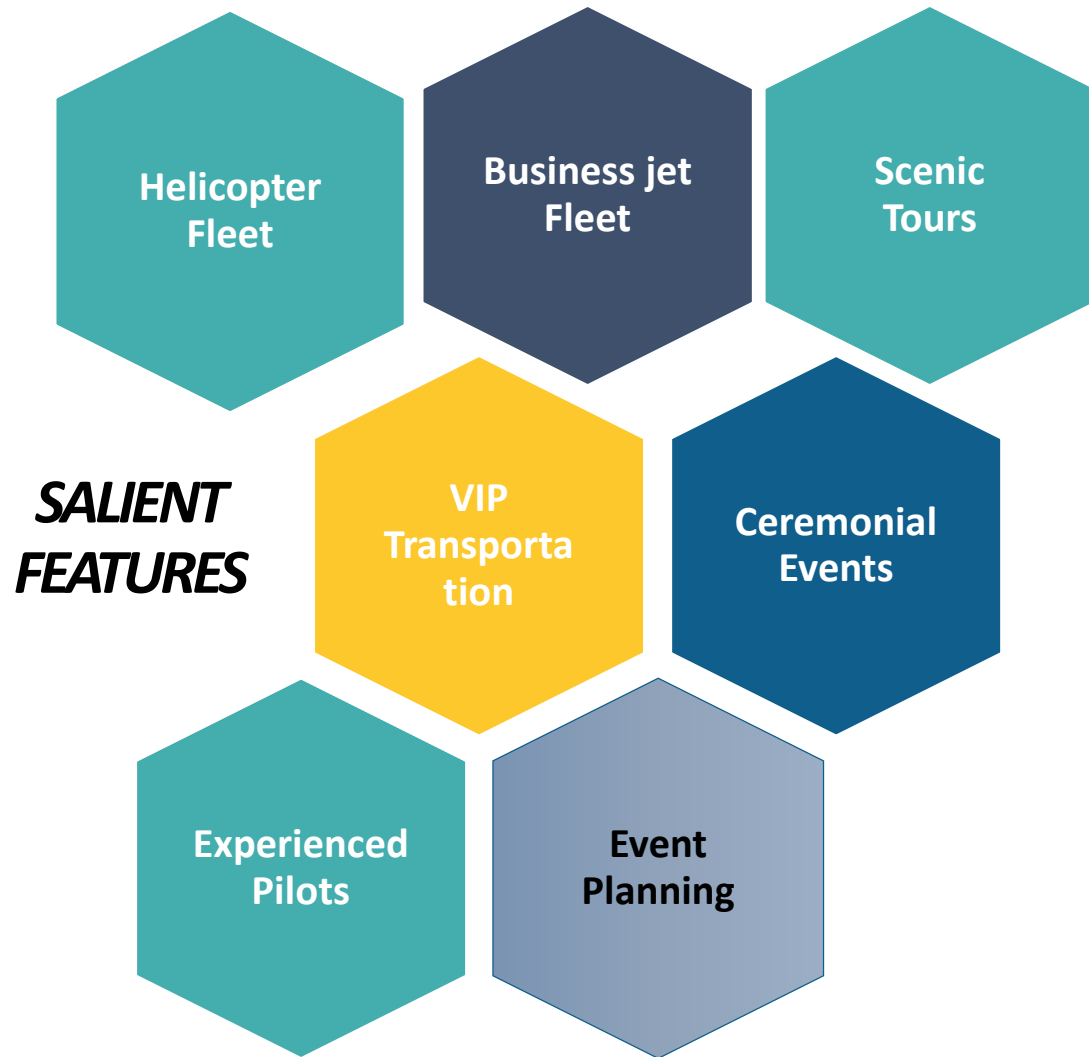 Helicopter
Fleet
Business jet
Fleet
Scenic
Tours
SALIENT
FEATURES
VIP
Transporta
tion
Ceremonial
Events
Experienced
Pilots
Event
Planning